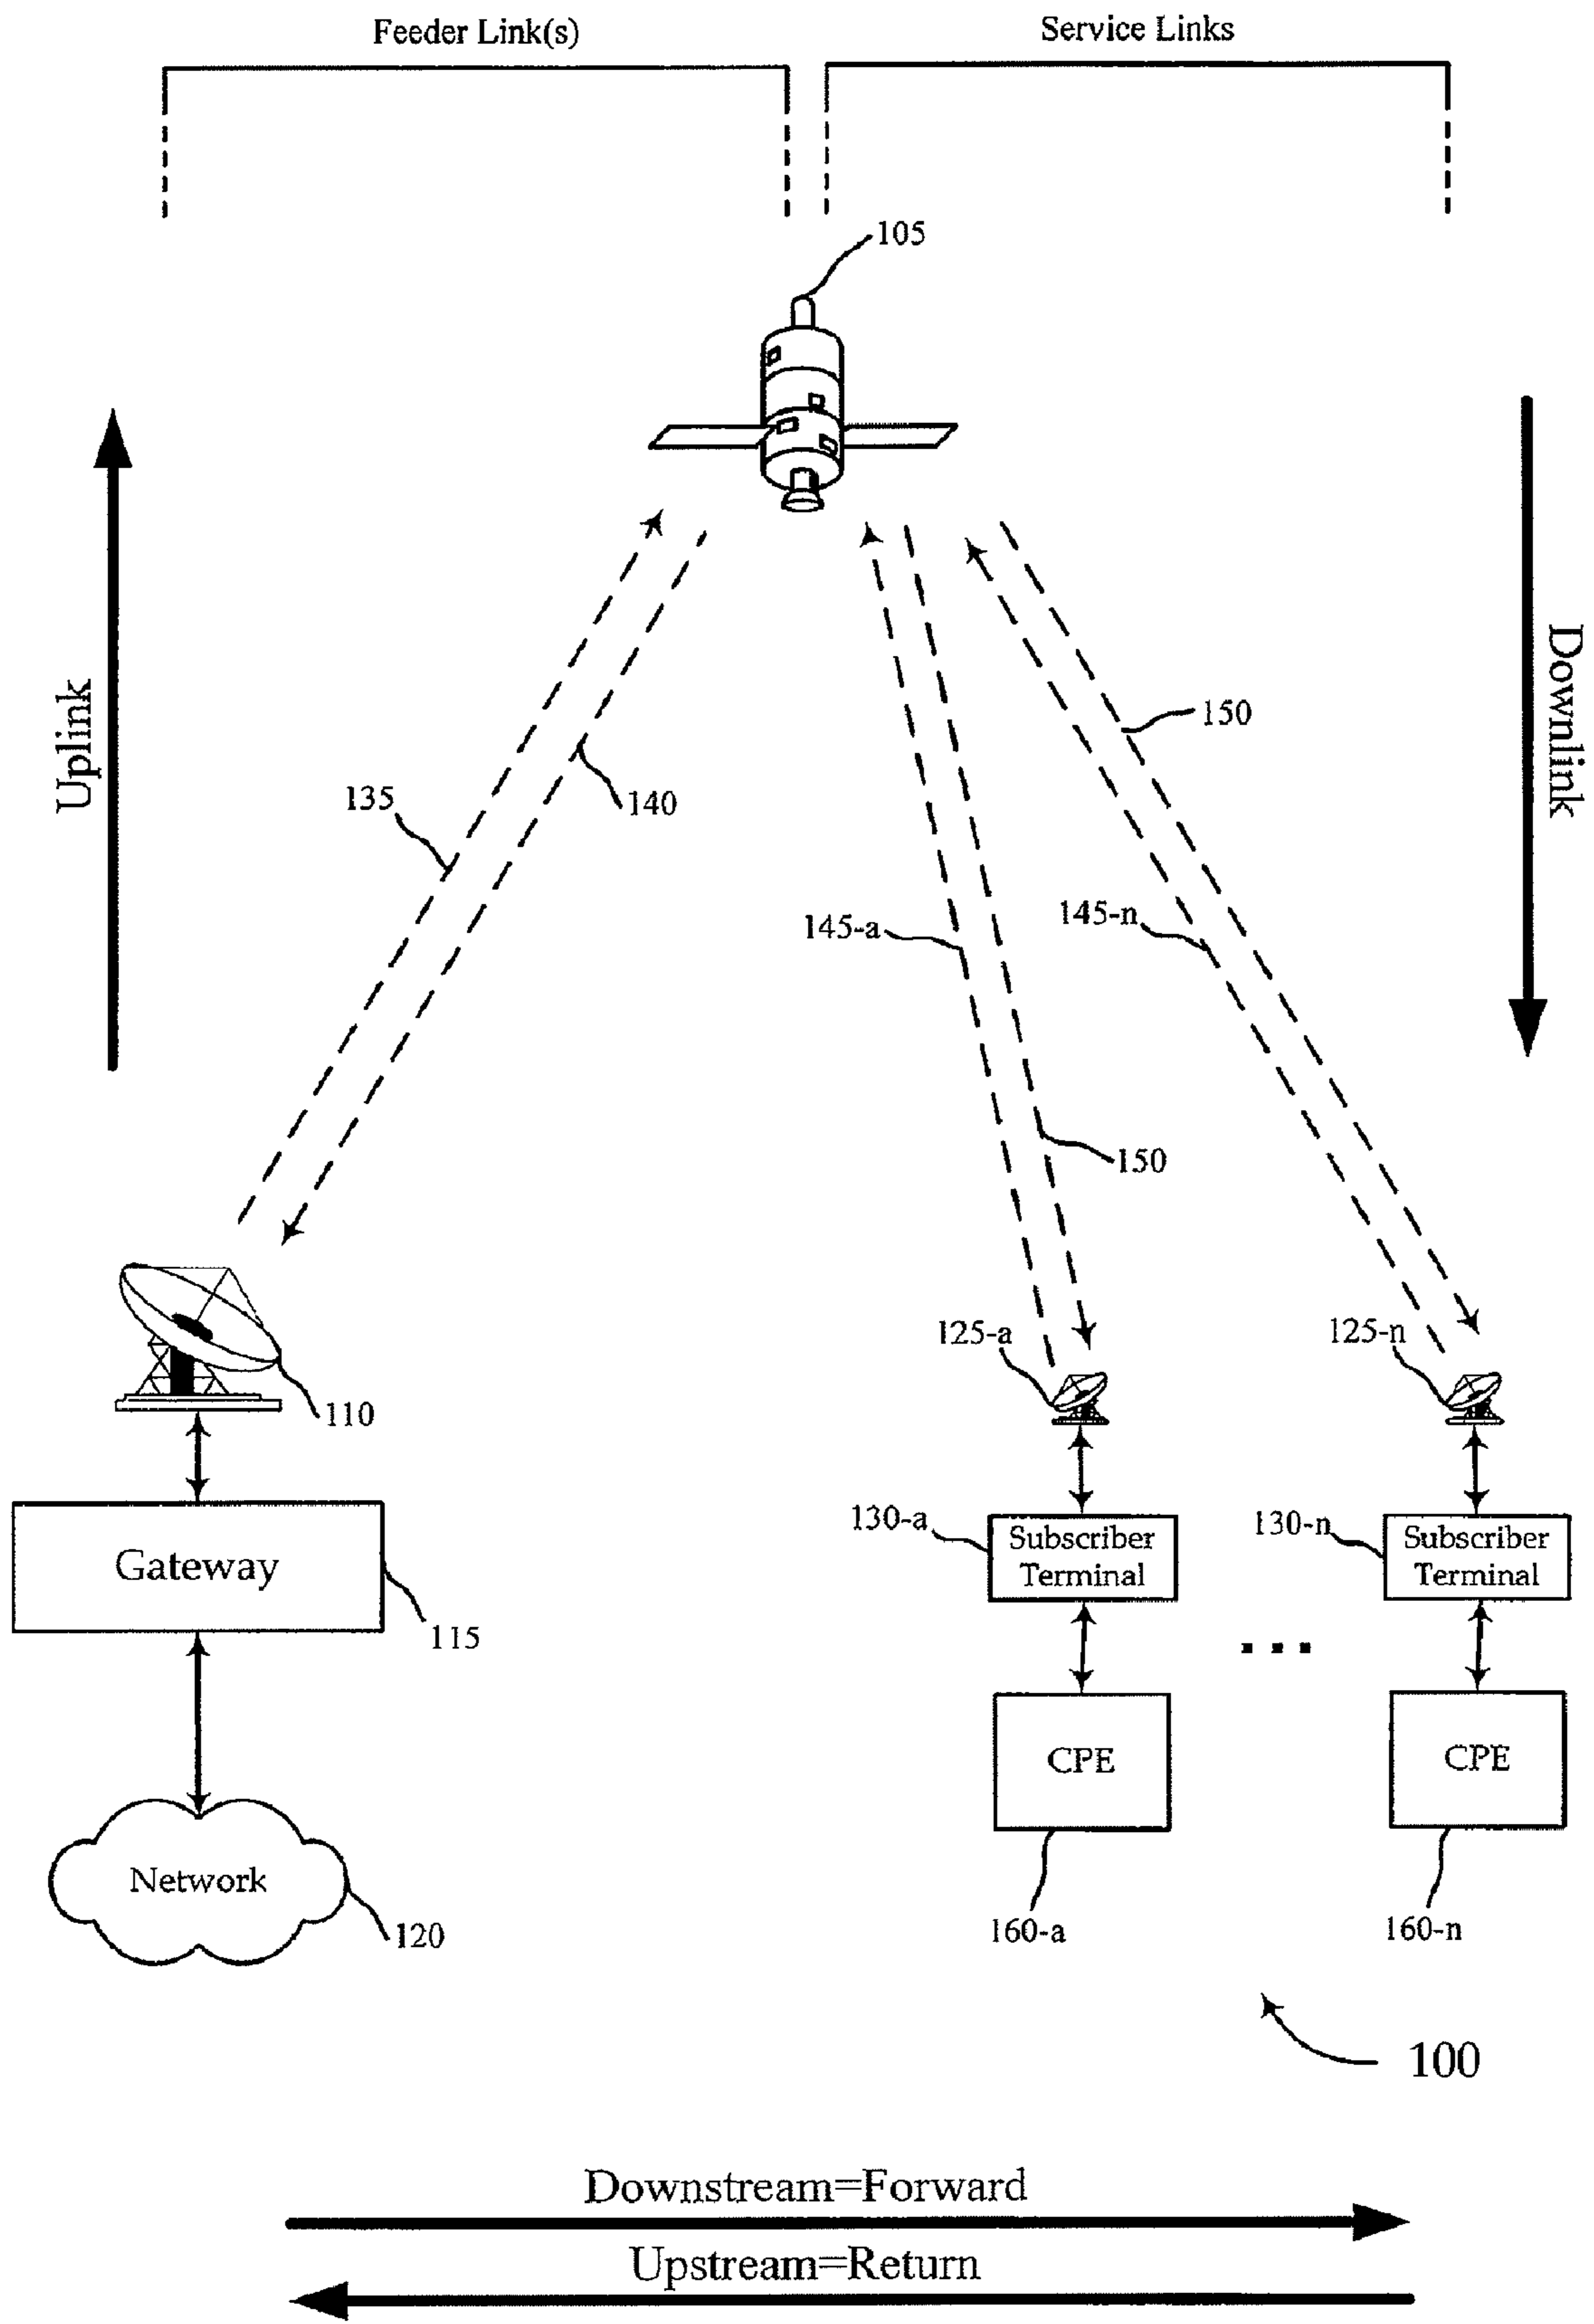 Feeder Link(s)
Service Links
105
Uplink
Downlink
150
135
140
145-a
145-n
150
125-a
125-n
110
130-a
Subscriber
Terminal
130-n
Subscriber
Terminal
Gateway
115
CPE
...
CPE
Network
120
160-a
160-n
100
Downstream=Forward
Upstream=Return